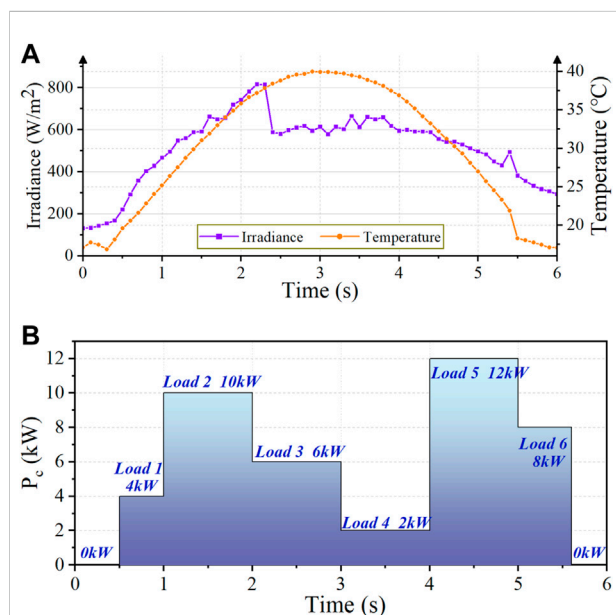 A
Irradiance (W/m²)
800
600
400
200
0
Temperature (°C)
40
35
30
25
20
Irradiance Temperature
0 1 2 3 4 5 6
Time (s)
B
P_c (kW)
12
10
8
6
4
2
0
Load 1
4kW
Load 2 10kW
Load 3 6kW
Load 4 2kW
Load 5 12kW
Load 6
8kW
0kW
0kW
0 1 2 3 4 5 6
Time (s)